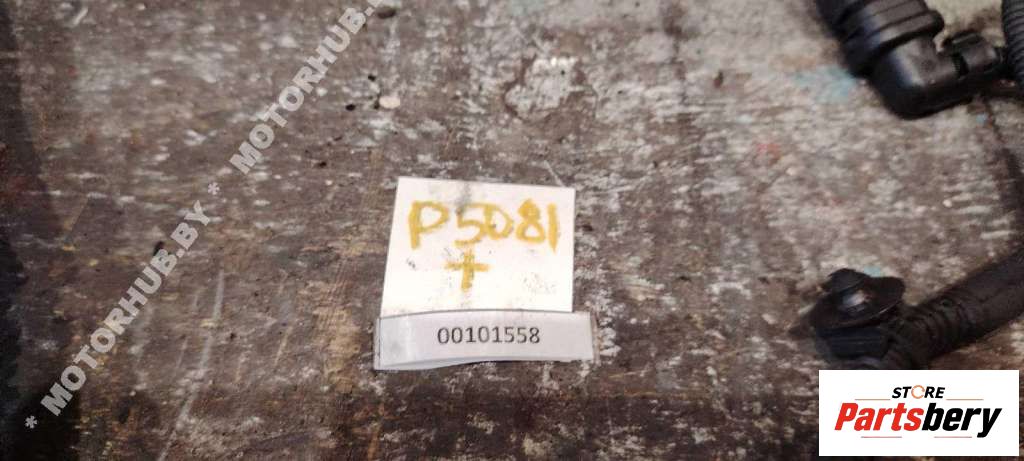 * MOTORHUB.BY * MOTORHUB.BY
P5081
+
00101558
STORE
Partsbery